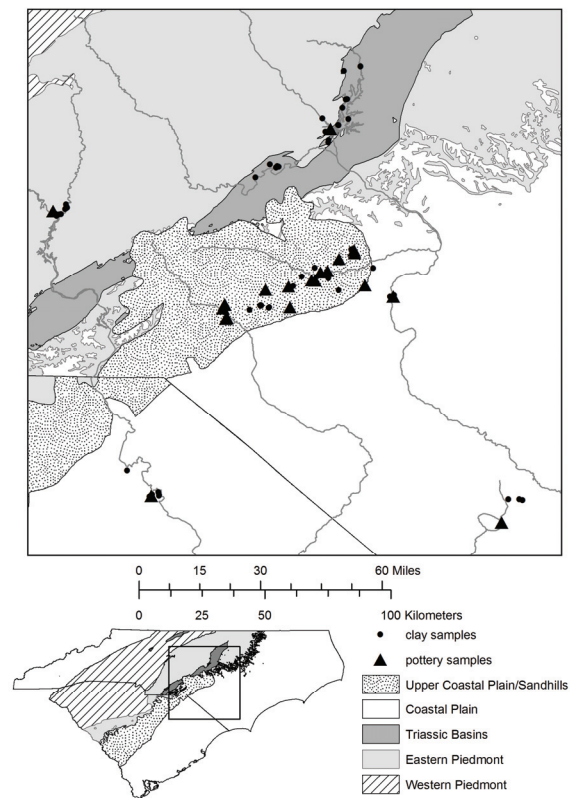 0 15 30 60 Miles
0 25 50 100 Kilometers
clay samples
pottery samples
Upper Coastal Plain/Sandhills
Coastal Plain
Triassic Basins
Eastern Piedmont
Western Piedmont